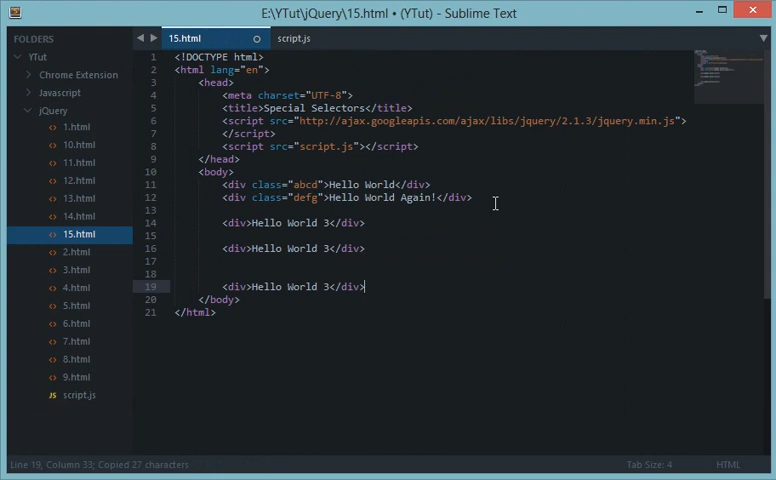 E:\YTut\jQuery\15.html • (YTut) - Sublime Text
FOLDERS
YTut
Chrome Extension
Javascript
jQuery
1.html
10.html
11.html
12.html
13.html
14.html
15.html
2.html
3.html
4.html
5.html
6.html
7.html
8.html
9.html
JS script.js
15.html
script.js
1 <!DOCTYPE html>
2 <html lang="en">
3 <head>
4 <meta charset="UTF-8">
5 <title>Special Selectors</title>
6 <script src="http://ajax.googleapis.com/ajax/libs/jquery/2.1.3/jquery.min.js">
7 </script>
8 <script src="script.js"></script>
9 </head>
10 <body>
11 <div class="abcd">Hello World</div>
12 <div class="defg">Hello World Again!</div>
13
14 <div>Hello World 3</div>
15
16 <div>Hello World 3</div>
17
18
19 <div>Hello World 3</div>
20 </body>
21 </html>
Line 19, Column 33; Copied 27 characters
Tab Size: 4
HTML